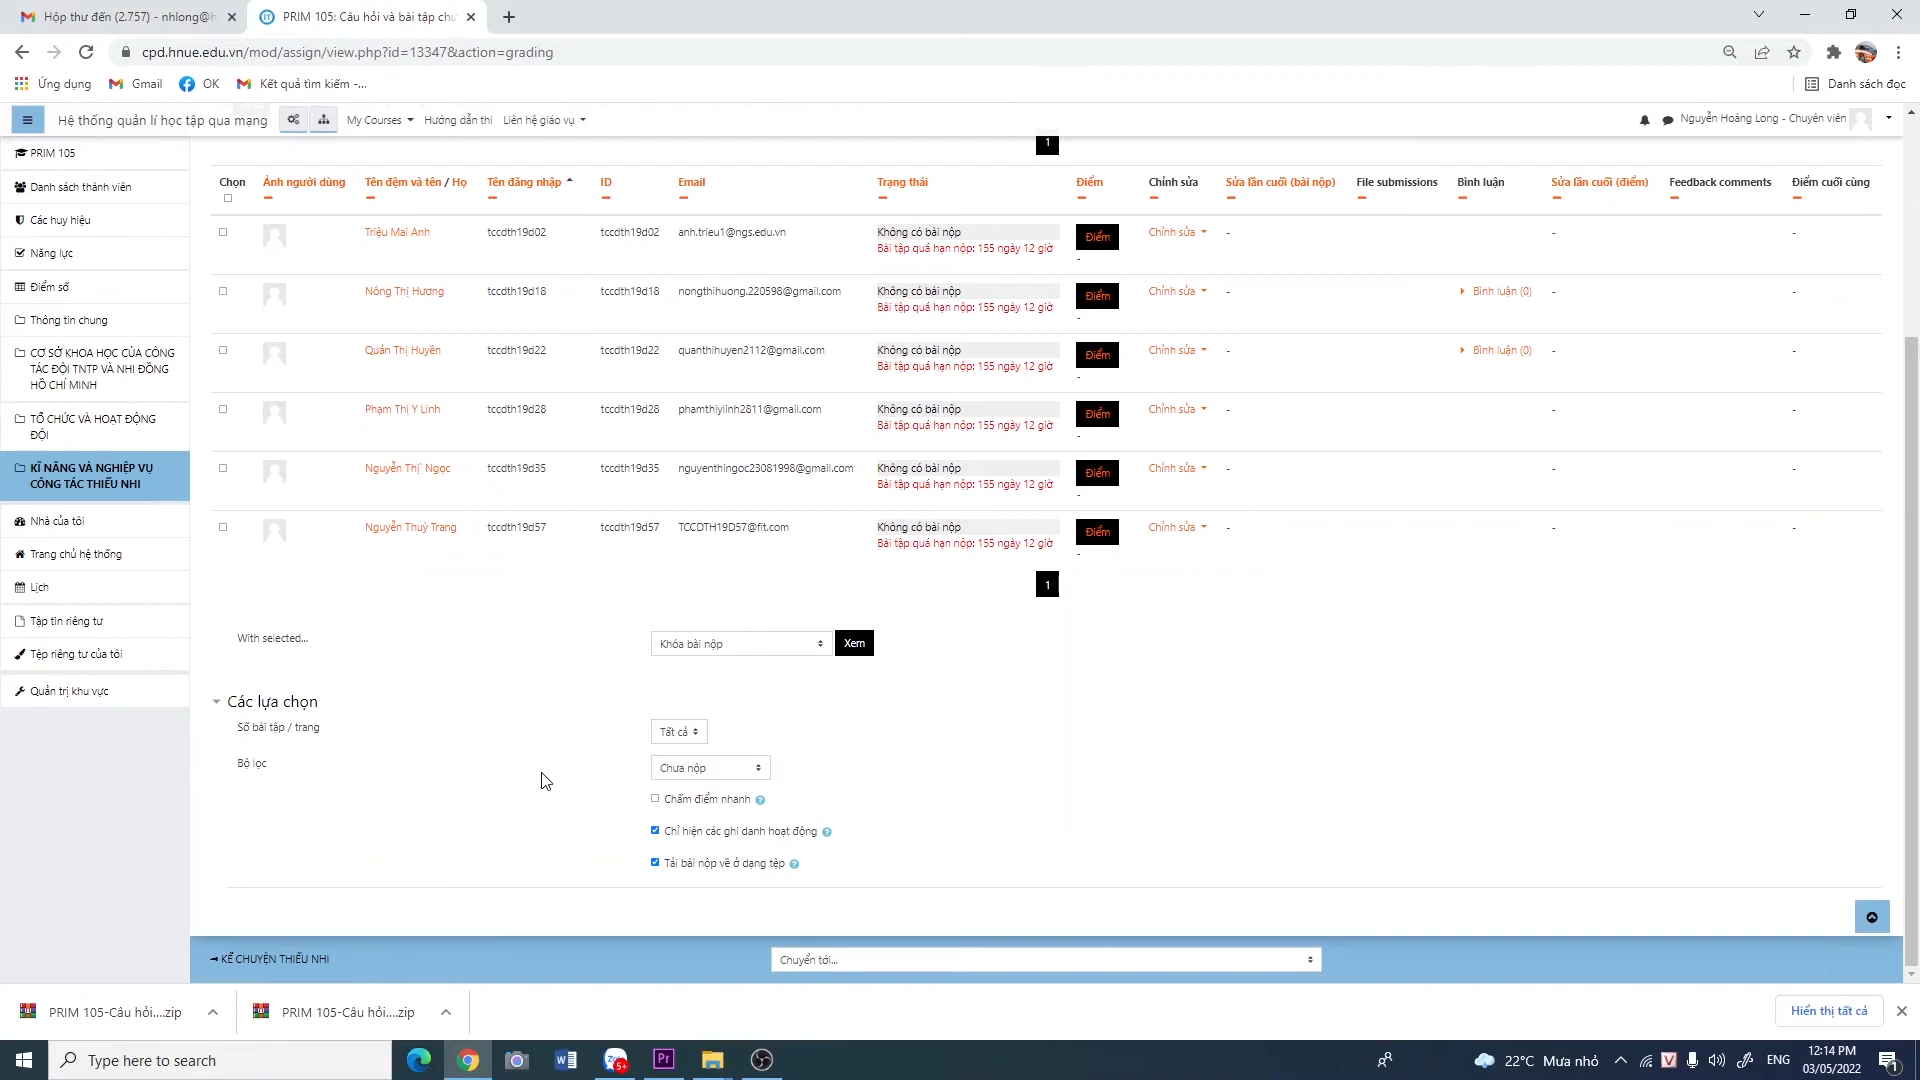 Hộp thư đến (2.757) - nhlong@h
PRIM 105: Câu hỏi và bài tập chư
cpd.hnue.edu.vn/mod/assign/view.php?id=13347&action=grading
Ứng dụng Gmail OK Kết quả tìm kiếm -... Danh sách đọc
Hệ thống quản lí học tập qua mạng My Courses Hướng dẫn thi Liên hệ giáo vụ Nguyễn Hoàng Long - Chuyên viên
PRIM 105
Danh sách thành viên
Các huy hiệu
Năng lực
Điểm số
Thông tin chung
CƠ SỞ KHOA HỌC CỦA CÔNG
TÁC ĐỘI TNTP VÀ NHI ĐỒNG
HỒ CHÍ MINH
TỔ CHỨC VÀ HOẠT ĐỘNG
ĐỘI
KĨ NĂNG VÀ NGHIỆP VỤ
CÔNG TÁC THIẾU NHI
Nhà của tôi
Trang chủ hệ thống
Lịch
Tập tin riêng tư
Tệp riêng tư của tôi
Quản trị khu vực
1
Chọn Ảnh người dùng Tên đệm và tên / Họ Tên đăng nhập ID Email Trạng thái Điểm Chỉnh sửa Sửa lần cuối (bài nộp) File submissions Bình luận Sửa lần cuối (điểm) Feedback comments Điểm cuối cùng
Triệu Mai Anh tccdth19d02 tccdth19d02 anh.trieu1@ngs.edu.vn Không có bài nộp Điểm Chỉnh sửa - - -
Bài tập quá hạn nộp: 155 ngày 12 giờ
-
Nông Thị Hương tccdth19d18 tccdth19d18 nongthihuong.220598@gmail.com Không có bài nộp Điểm Chỉnh sửa - Bình luận (0) - -
Bài tập quá hạn nộp: 155 ngày 12 giờ
-
Quản Thị Huyền tccdth19d22 tccdth19d22 quanthihuyen2112@gmail.com Không có bài nộp Điểm Chỉnh sửa - Bình luận (0) - -
Bài tập quá hạn nộp: 155 ngày 12 giờ
-
Phạm Thị Y Linh tccdth19d28 tccdth19d28 phamthiylinh2811@gmail.com Không có bài nộp Điểm Chỉnh sửa - - -
Bài tập quá hạn nộp: 155 ngày 12 giờ
-
Nguyễn Thị` Ngọc tccdth19d35 tccdth19d35 nguyenthingoc23081998@gmail.com Không có bài nộp Điểm Chỉnh sửa - - -
Bài tập quá hạn nộp: 155 ngày 12 giờ
-
Nguyễn Thuỳ Trang tccdth19d57 tccdth19d57 TCCDTH19D57@fit.com Không có bài nộp Điểm Chỉnh sửa - - -
Bài tập quá hạn nộp: 155 ngày 12 giờ
-
1
With selected... Khóa bài nộp Xem
Các lựa chọn
Số bài tập / trang Tất cả
Bộ lọc Chưa nộp
Chấm điểm nhanh
Chỉ hiện các ghi danh hoạt động
Tải bài nộp về ở dạng tệp
KỂ CHUYỆN THIẾU NHI Chuyển tới...
PRIM 105-Câu hỏi....zip PRIM 105-Câu hỏi....zip Hiển thị tất cả
Type here to search
22°C Mưa nhỏ ENG
12:14 PM
03/05/2022